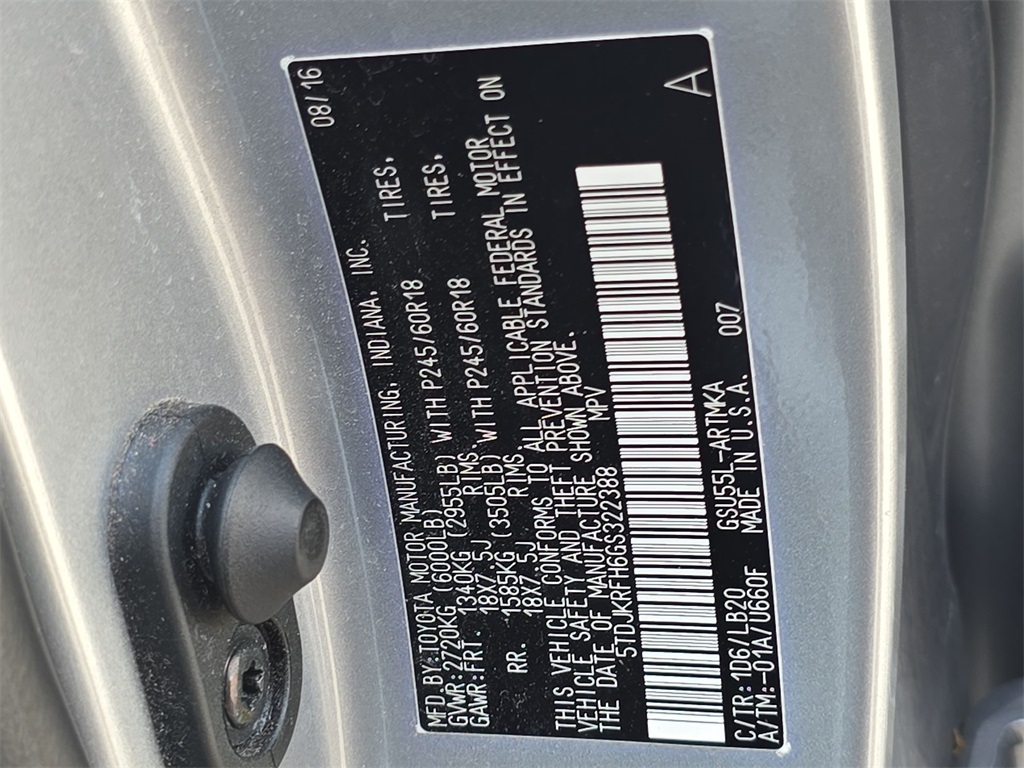 MFD.BY:TOYOTA MOTOR MANUFACTURING, INDIANA, INC. 08/16
GVWR:2720KG (6000LB)
GAWR:FRT. 1340KG (2955LB) WITH P245/60R18 TIRES,
18X7.5J RIMS.
RR. 1585KG (3505LB) WITH P245/60R18 TIRES,
18X7.5J RIMS.
THIS VEHICLE CONFORMS TO ALL APPLICABLE FEDERAL MOTOR
VEHICLE SAFETY AND THEFT PREVENTION STANDARDS IN EFFECT ON
THE DATE OF MANUFACTURE SHOWN ABOVE.
5TDJKRFH6GS322388 MPV
C/TR:1D6/LB20 GSU55L-ARTMKA 007
A/TM:-01A/U660F MADE IN U.S.A. A